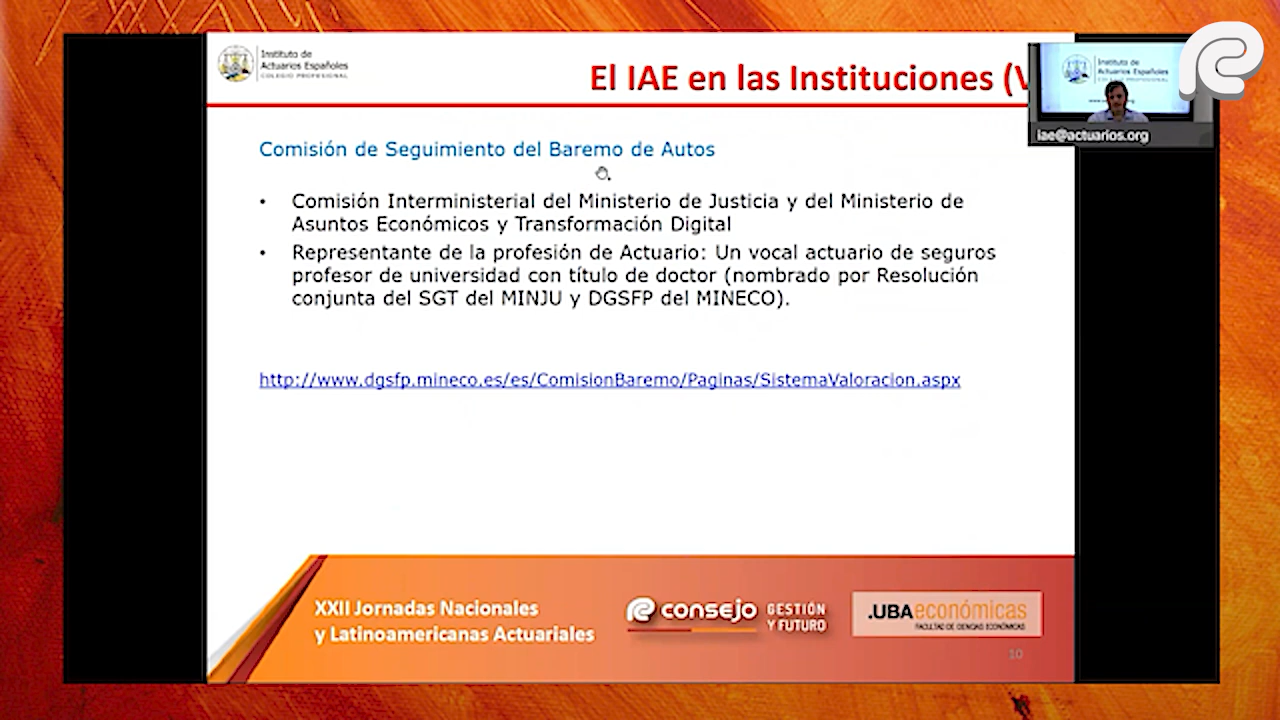 Instituto de
Actuarios Españoles
COLEGIO PROFESIONAL
El IAE en las Instituciones (V
Instituto de
Actuarios Españoles
iae@actuarios.org
Comisión de Seguimiento del Baremo de Autos
• Comisión Interministerial del Ministerio de Justicia y del Ministerio de
Asuntos Económicos y Transformación Digital
• Representante de la profesión de Actuario: Un vocal actuario de seguros
profesor de universidad con título de doctor (nombrado por Resolución
conjunta del SGT del MINJU y DGSFP del MINECO).
http://www.dgsfp.mineco.es/es/ComisionBaremo/Paginas/SistemaValoracion.aspx
XXII Jornadas Nacionales
y Latinoamericanas Actuariales
consejo
GESTIÓN
Y FUTURO
.UBAeconómicas
FACULTAD DE CIENCIAS ECONÓMICAS
10